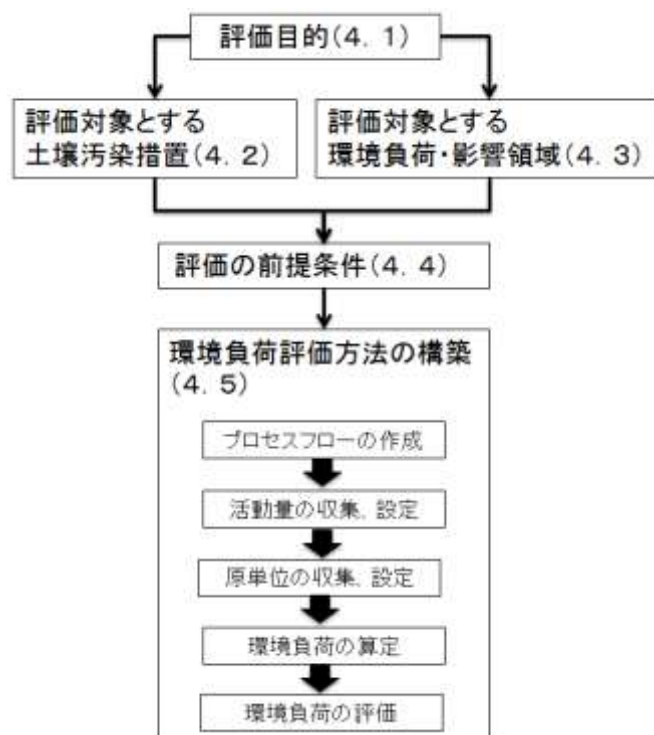 評価目的(4．1)
評価対象とする
土壌汚染措置(4．2)
評価対象とする
環境負荷・影響領域(4．3)
評価の前提条件(4．4)
環境負荷評価方法の構築
(4．5)
プロセスフローの作成
活動量の収集、設定
原単位の収集、設定
環境負荷の算定
環境負荷の評価